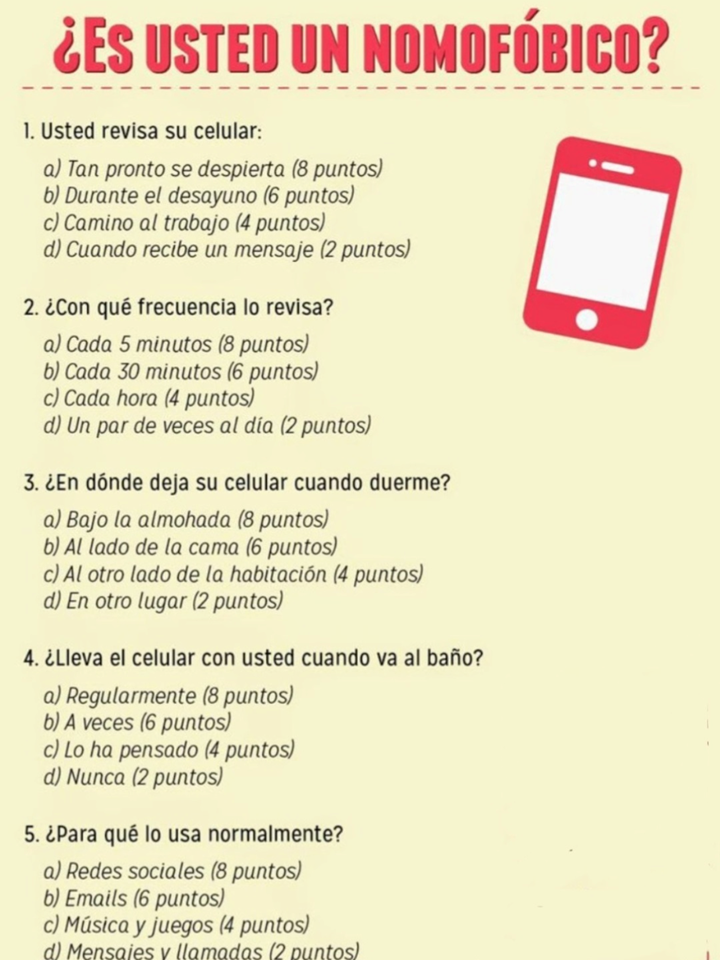 ¿Es usted un nomofóbico?
1. Usted revisa su celular:
a) Tan pronto se despierta (8 puntos)
b) Durante el desayuno (6 puntos)
c) Camino al trabajo (4 puntos)
d) Cuando recibe un mensaje (2 puntos)
2. ¿Con qué frecuencia lo revisa?
a) Cada 5 minutos (8 puntos)
b) Cada 30 minutos (6 puntos)
c) Cada hora (4 puntos)
d) Un par de veces al día (2 puntos)
3. ¿En dónde deja su celular cuando duerme?
a) Bajo la almohada (8 puntos)
b) Al lado de la cama (6 puntos)
c) Al otro lado de la habitación (4 puntos)
d) En otro lugar (2 puntos)
4. ¿Lleva el celular con usted cuando va al baño?
a) Regularmente (8 puntos)
b) A veces (6 puntos)
c) Lo ha pensado (4 puntos)
d) Nunca (2 puntos)
5. ¿Para qué lo usa normalmente?
a) Redes sociales (8 puntos)
b) Emails (6 puntos)
c) Música y juegos (4 puntos)
d) Mensajes y llamadas (2 puntos)